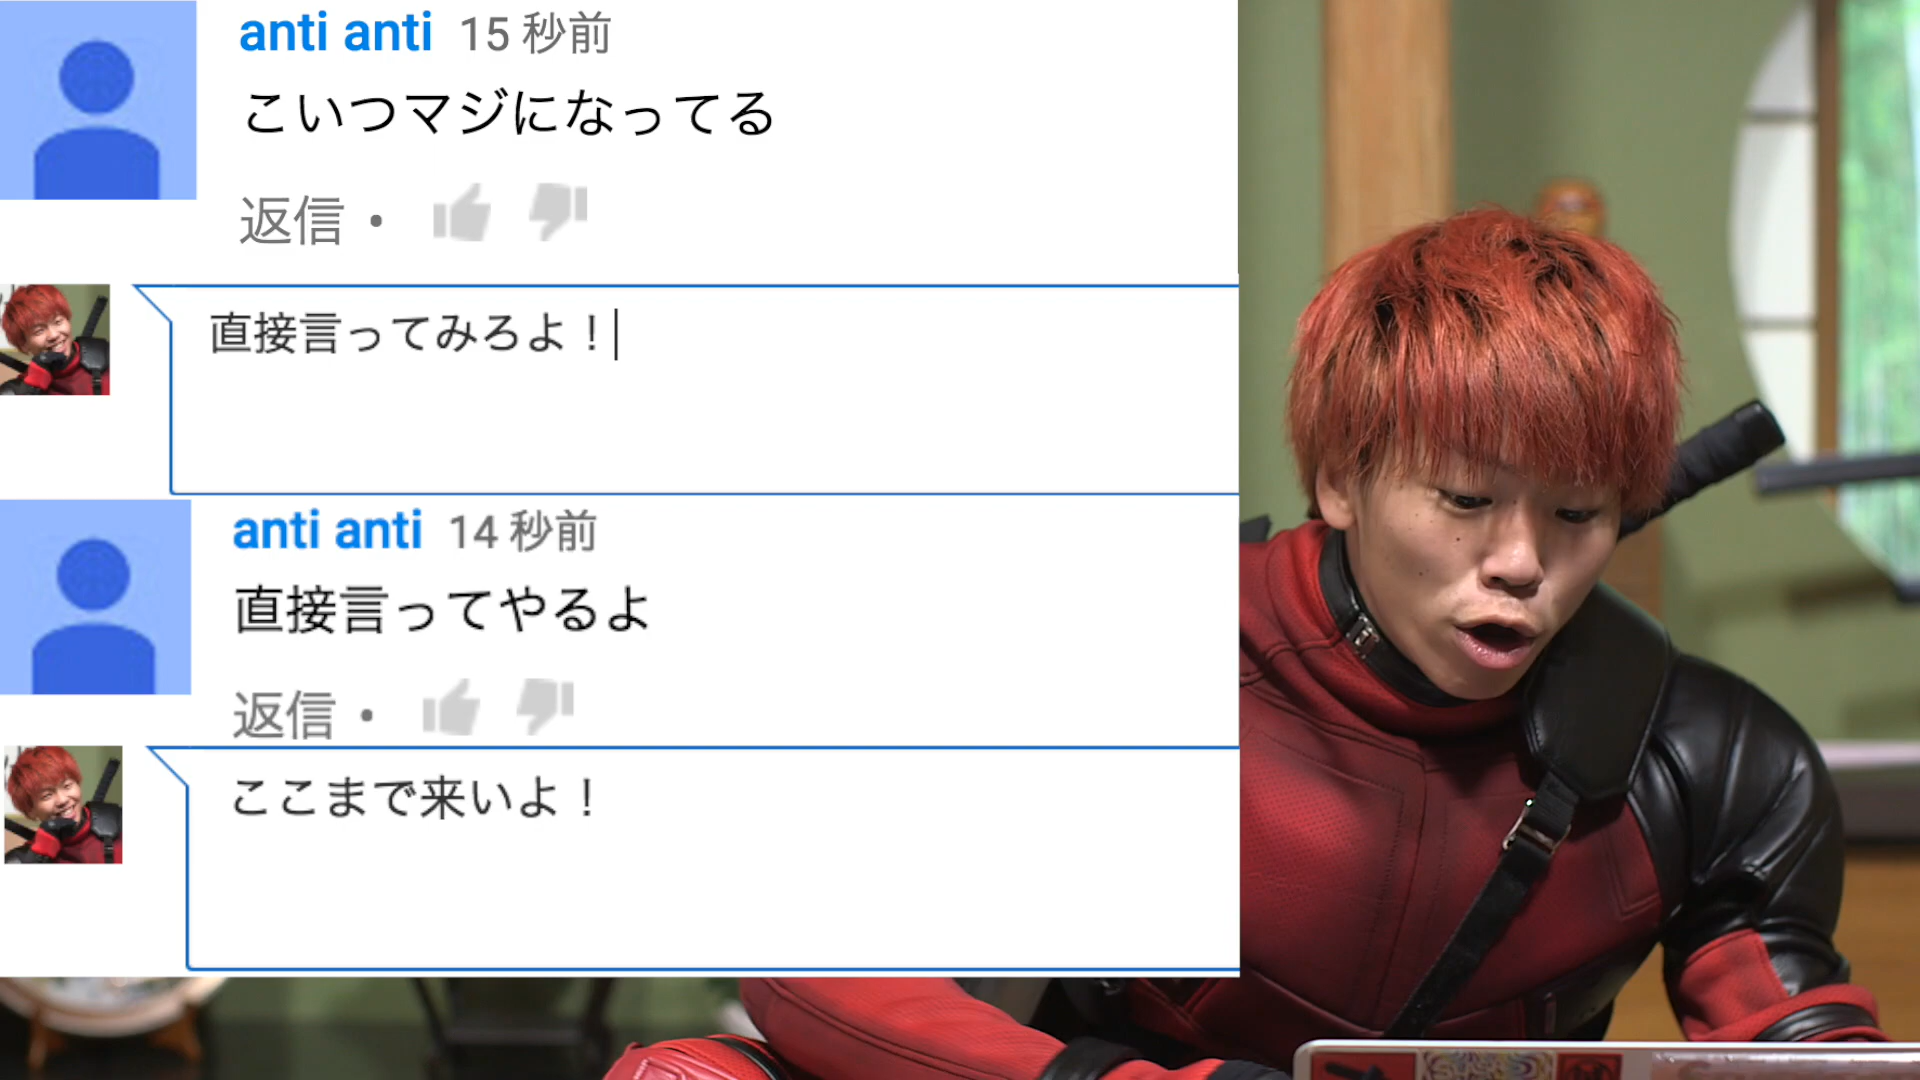 anti anti 15 秒前
こいつマジになってる
返信 •
直接言ってみろよ！
anti anti 14 秒前
直接言ってやるよ
返信 •
ここまで来いよ！